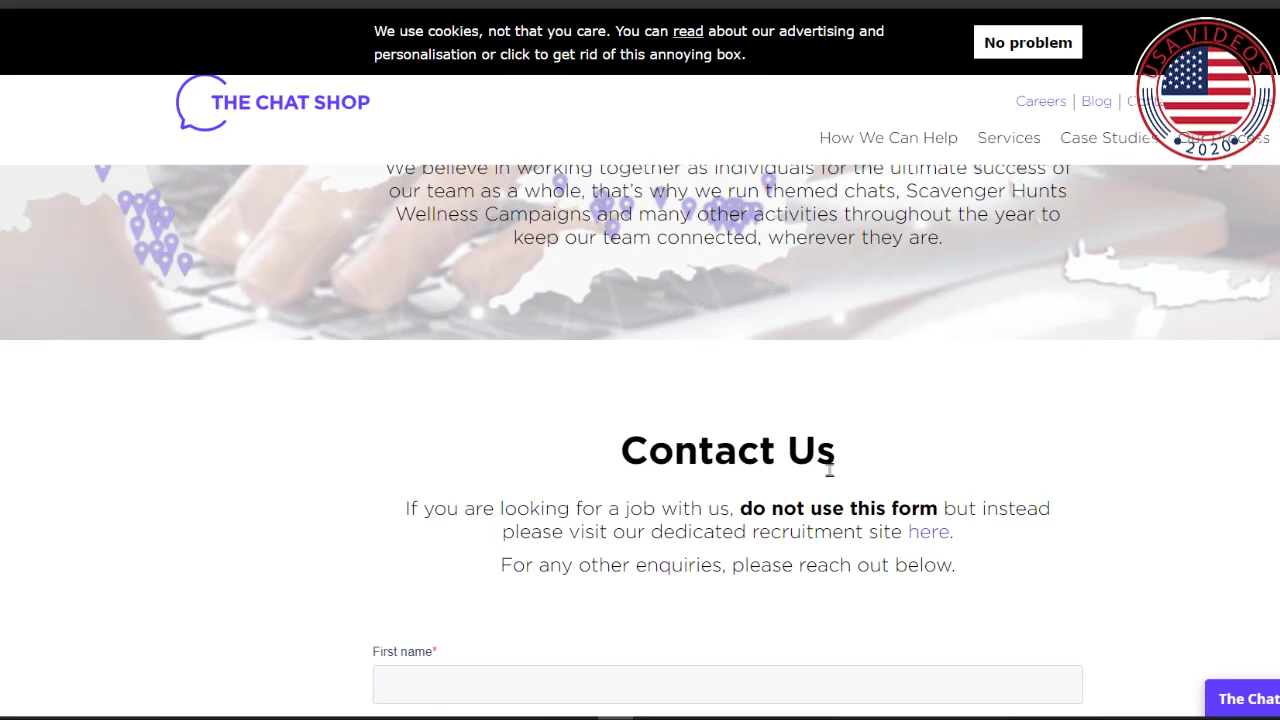 We use cookies, not that you care. You can read about our advertising and
personalisation or click to get rid of this annoying box.
No problem
USA VIDEOS
2020
THE CHAT SHOP
Careers | Blog |
How We Can Help Services Case Studies Our Process
We believe in working together as individuals for the ultimate success of
our team as a whole, that's why we run themed chats, Scavenger Hunts
Wellness Campaigns and many other activities throughout the year to
keep our team connected, wherever they are.
Contact Us
If you are looking for a job with us, do not use this form but instead
please visit our dedicated recruitment site here.
For any other enquiries, please reach out below.
First name*
The Chat